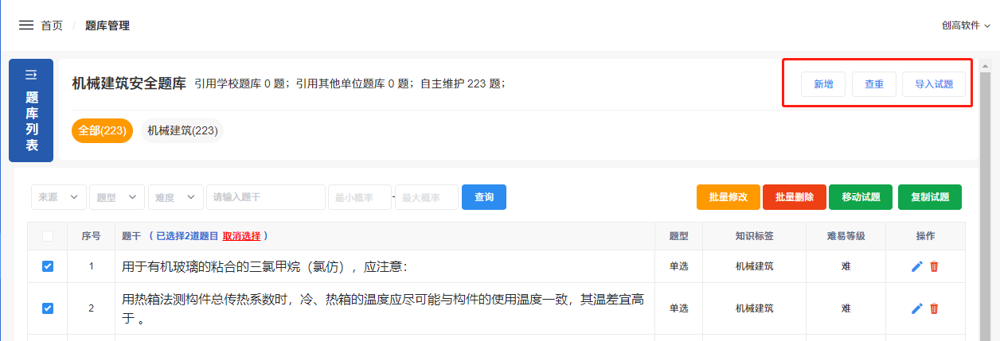 首页 / 题库管理
创高软件
题库列表
机械建筑安全题库 引用学校题库 0 题；引用其他单位题库 0 题；自主维护 223 题；
新增 查重 导入试题
全部(223) 机械建筑(223)
来源 题型 难度 请输入题干 最小概率 - 最大概率 查询
批量修改 批量删除 移动试题 复制试题
序号 题干 （ 已选择2道题目 取消选择 ） 题型 知识标签 难易等级 操作
1 用于有机玻璃的粘合的三氯甲烷（氯仿），应注意： 单选 机械建筑 难
2 用热箱法测构件总传热系数时，冷、热箱的温度应尽可能与构件的使用温度一致，其温差宜高
于 。 单选 机械建筑 难